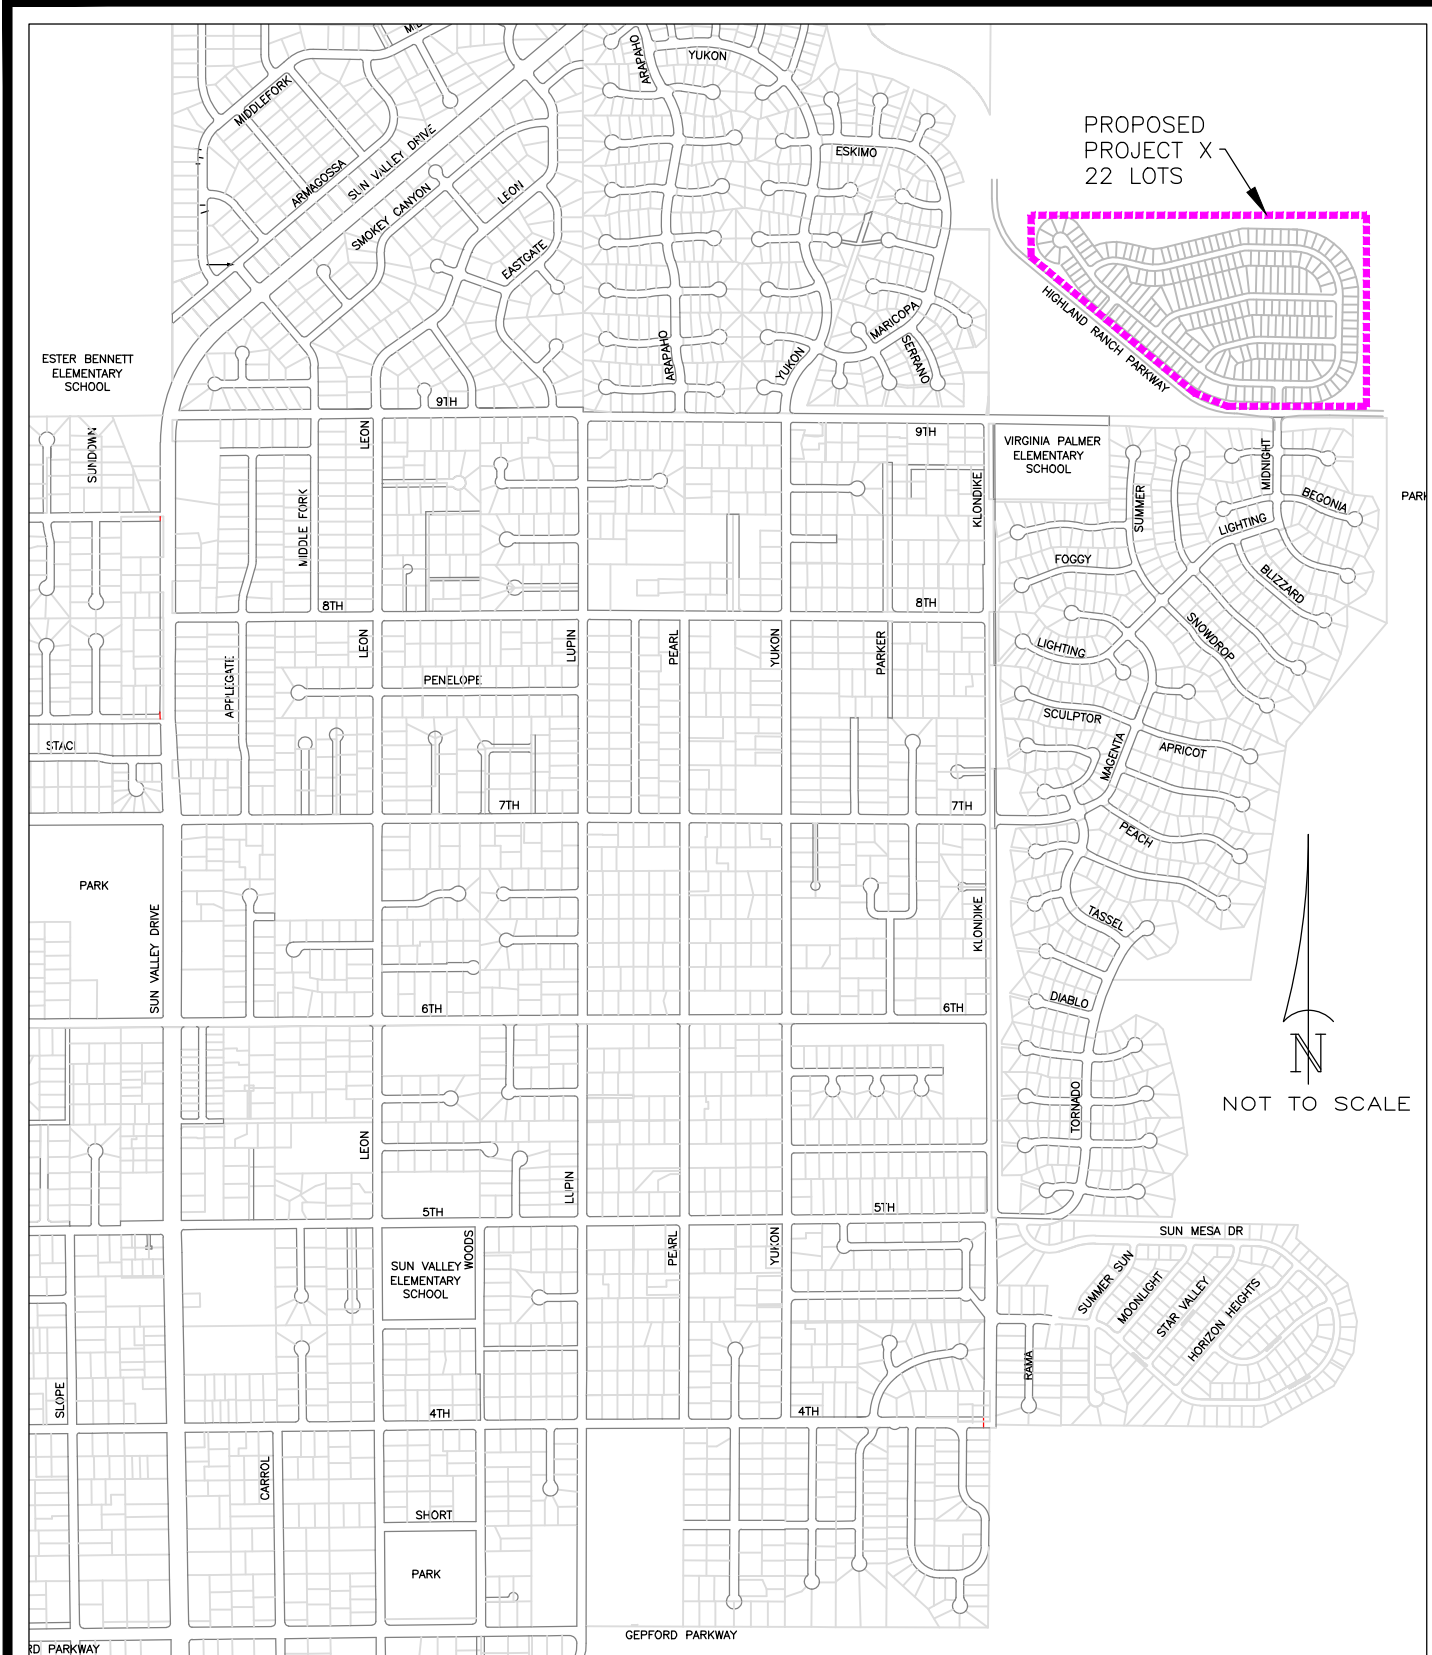 YUKON
ARAPAHO
MIDDLEFORK
PROPOSED
PROJECT X
22 LOTS
SUN VALLEY DRIVE
ESKIMO
ARMAGOSSA
LEON
SMOKEY CANYON
EASTGATE
HIGHLAND RANCH PARKWAY
MARICOPA
SERRANO
ARAPAHO
YUKON
ESTER BENNETT
ELEMENTARY
SCHOOL
9TH
SUNDOWN
LEON
9TH
VIRGINIA PALMER
ELEMENTARY
SCHOOL
MIDNIGHT
KLONDIKE
SUMMER
BEGONIA
PARK
MIDDLE FORK
LIGHTING
FOGGY
BLIZZARD
8TH
8TH
SNOWDROP
LEON
LUPIN
PEARL
YUKON
PARKER
LIGHTING
APPLEGATE
PENELOPE
SCULPTOR
STACI
MAGENTA
APRICOT
7TH
7TH
PEACH
PARK
SUN VALLEY DRIVE
KLONDIKE
TASSEL
6TH
6TH
DIABLO
N
NOT TO SCALE
TORNADO
LEON
LUPIN
5TH
5TH
SUN MESA DR
WOODS
PEARL
YUKON
SUN VALLEY
ELEMENTARY
SCHOOL
SUMMER SUN
MOONLIGHT
STAR VALLEY
HORIZON HEIGHTS
RAMA
SLOPE
4TH
4TH
CARROL
SHORT
PARK
GEPFORD PARKWAY
RD PARKWAY